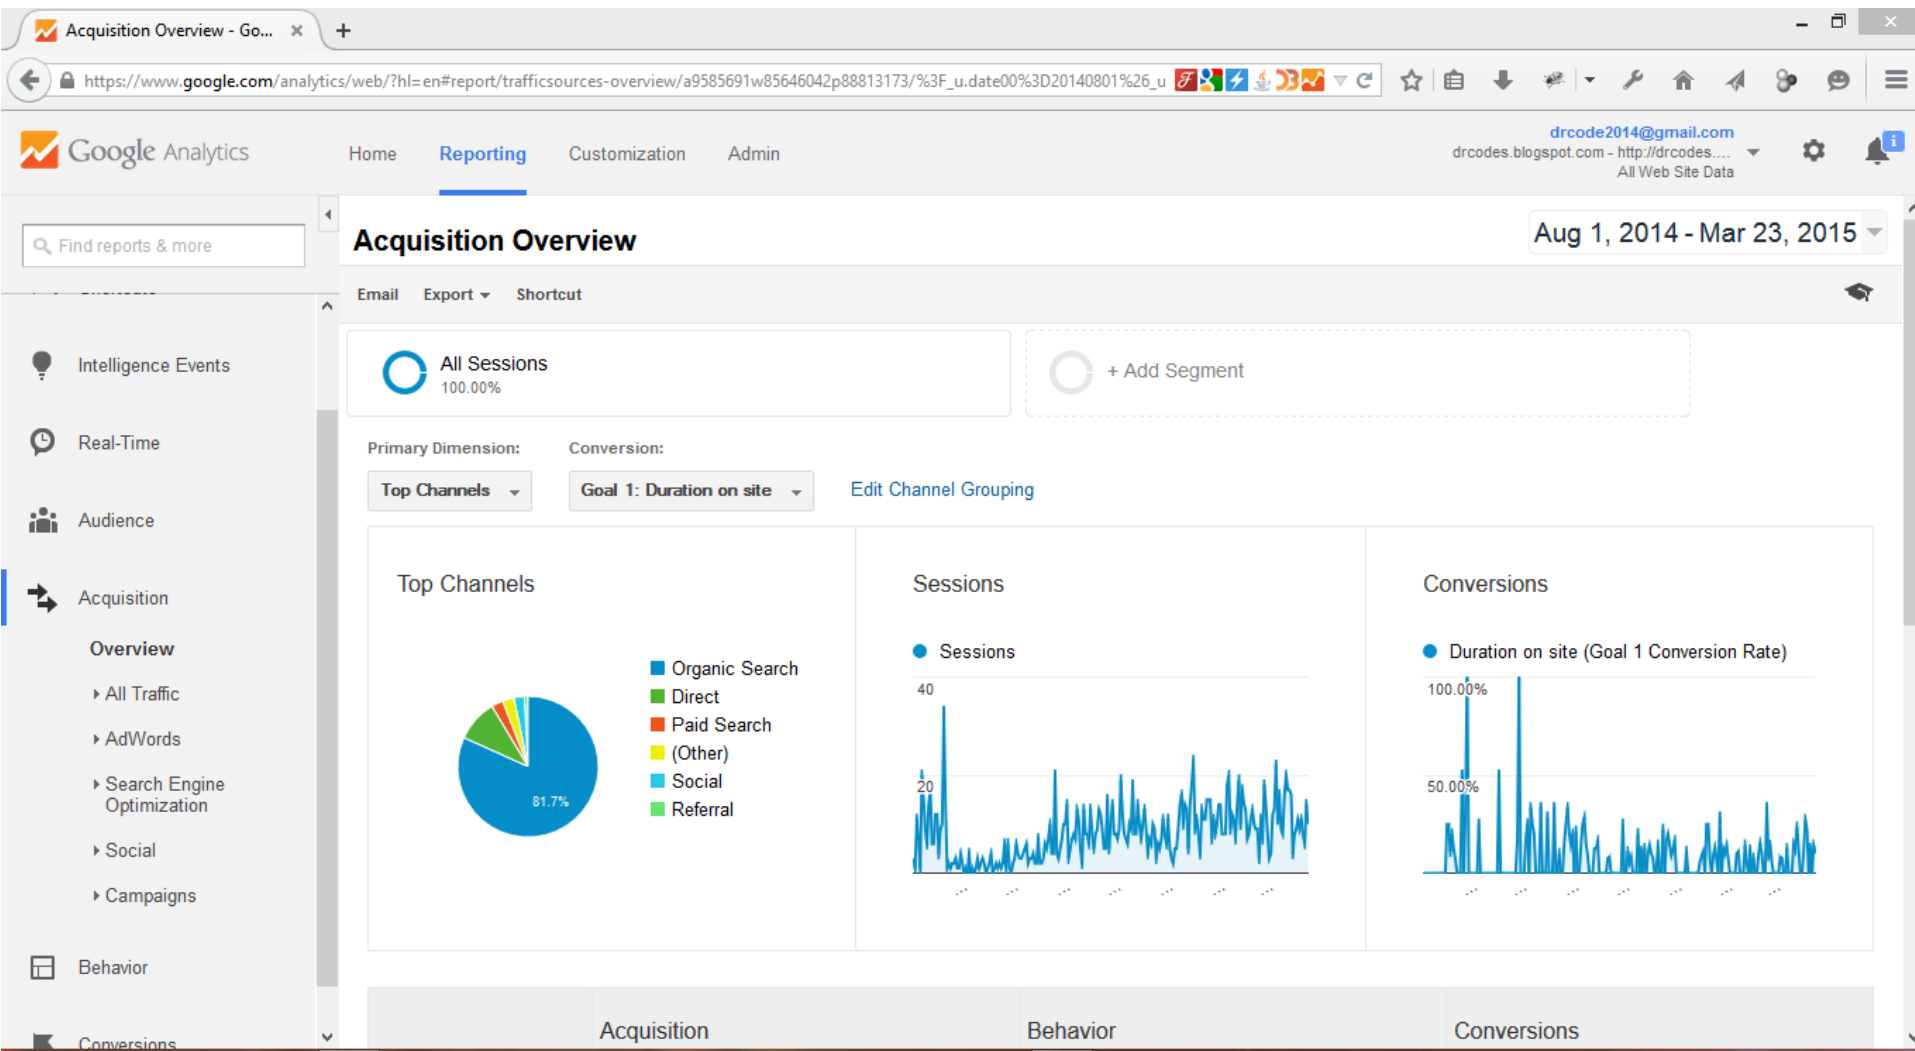 Acquisition Overview - Go...
https://www.google.com/analytics/web/?hl=en#report/trafficsources-overview/a9585691w85646042p88813173/%3F_u.date00%3D20140801%26_u
Google Analytics
Home Reporting Customization Admin
drcode2014@gmail.com
drcodes.blogspot.com - http://drcodes....
All Web Site Data
Find reports & more
Acquisition Overview
Aug 1, 2014 - Mar 23, 2015
Email Export Shortcut
All Sessions
100.00%
+ Add Segment
Intelligence Events
Real-Time
Audience
Acquisition
Overview
All Traffic
AdWords
Search Engine
Optimization
Social
Campaigns
Behavior
Conversions
Primary Dimension: Conversion:
Top Channels Goal 1: Duration on site Edit Channel Grouping
Top Channels
Organic Search
Direct
Paid Search
(Other)
Social
Referral
81.7%
Sessions
Sessions
40
20
... ... ... ... ... ... ...
Conversions
Duration on site (Goal 1 Conversion Rate)
100.00%
50.00%
... ... ... ... ... ... ...
Acquisition Behavior Conversions